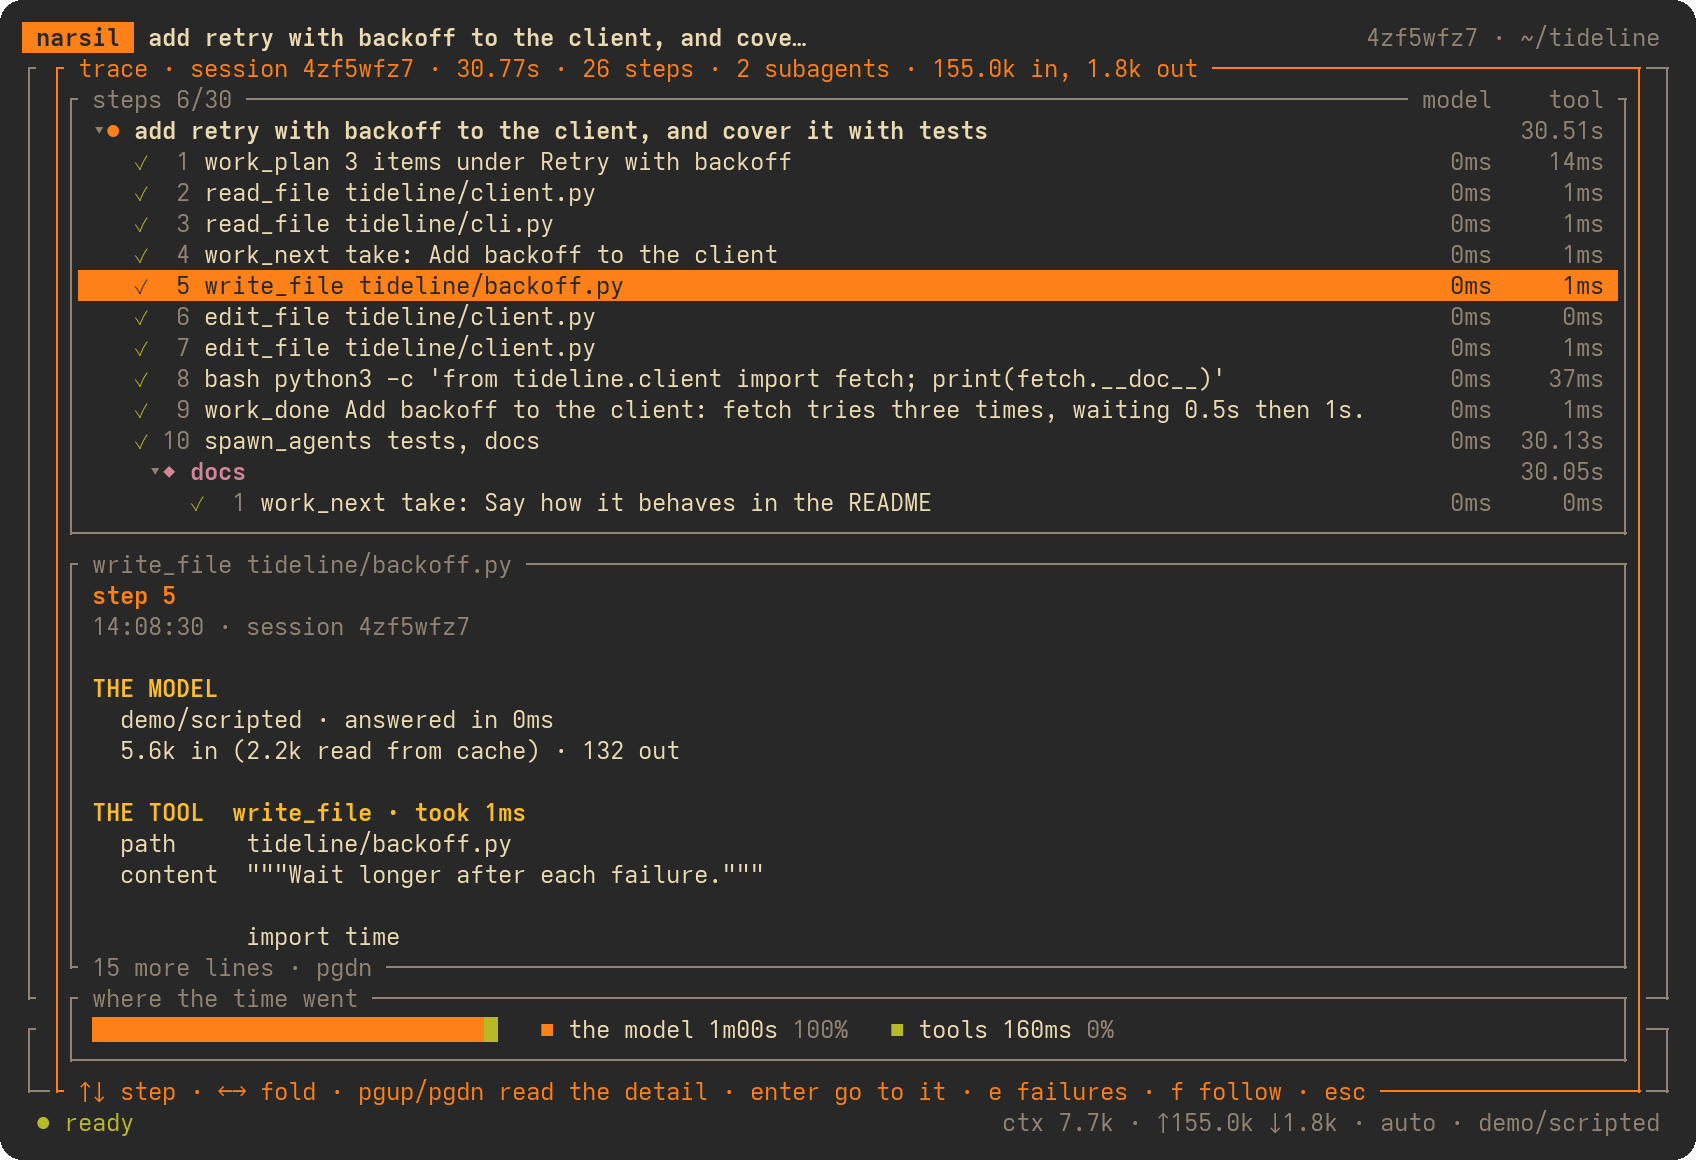 narsil add retry with backoff to the client, and cove… 4zf5wfz7 · ~/tideline
trace · session 4zf5wfz7 · 30.77s · 26 steps · 2 subagents · 155.0k in, 1.8k out
steps 6/30 model tool
▾● add retry with backoff to the client, and cover it with tests 30.51s
✓ 1 work_plan 3 items under Retry with backoff 0ms 14ms
✓ 2 read_file tideline/client.py 0ms 1ms
✓ 3 read_file tideline/cli.py 0ms 1ms
✓ 4 work_next take: Add backoff to the client 0ms 1ms
✓ 5 write_file tideline/backoff.py 0ms 1ms
✓ 6 edit_file tideline/client.py 0ms 0ms
✓ 7 edit_file tideline/client.py 0ms 1ms
✓ 8 bash python3 -c 'from tideline.client import fetch; print(fetch.__doc__)' 0ms 37ms
✓ 9 work_done Add backoff to the client: fetch tries three times, waiting 0.5s then 1s. 0ms 1ms
✓ 10 spawn_agents tests, docs 0ms 30.13s
▾◆ docs 30.05s
✓ 1 work_next take: Say how it behaves in the README 0ms 0ms
write_file tideline/backoff.py
step 5
14:08:30 · session 4zf5wfz7
THE MODEL
demo/scripted · answered in 0ms
5.6k in (2.2k read from cache) · 132 out
THE TOOL write_file · took 1ms
path tideline/backoff.py
content """Wait longer after each failure."""
import time
15 more lines · pgdn
where the time went
■ the model 1m00s 100% ■ tools 160ms 0%
↑↓ step · ←→ fold · pgup/pgdn read the detail · enter go to it · e failures · f follow · esc
● ready ctx 7.7k · ↑155.0k ↓1.8k · auto · demo/scripted